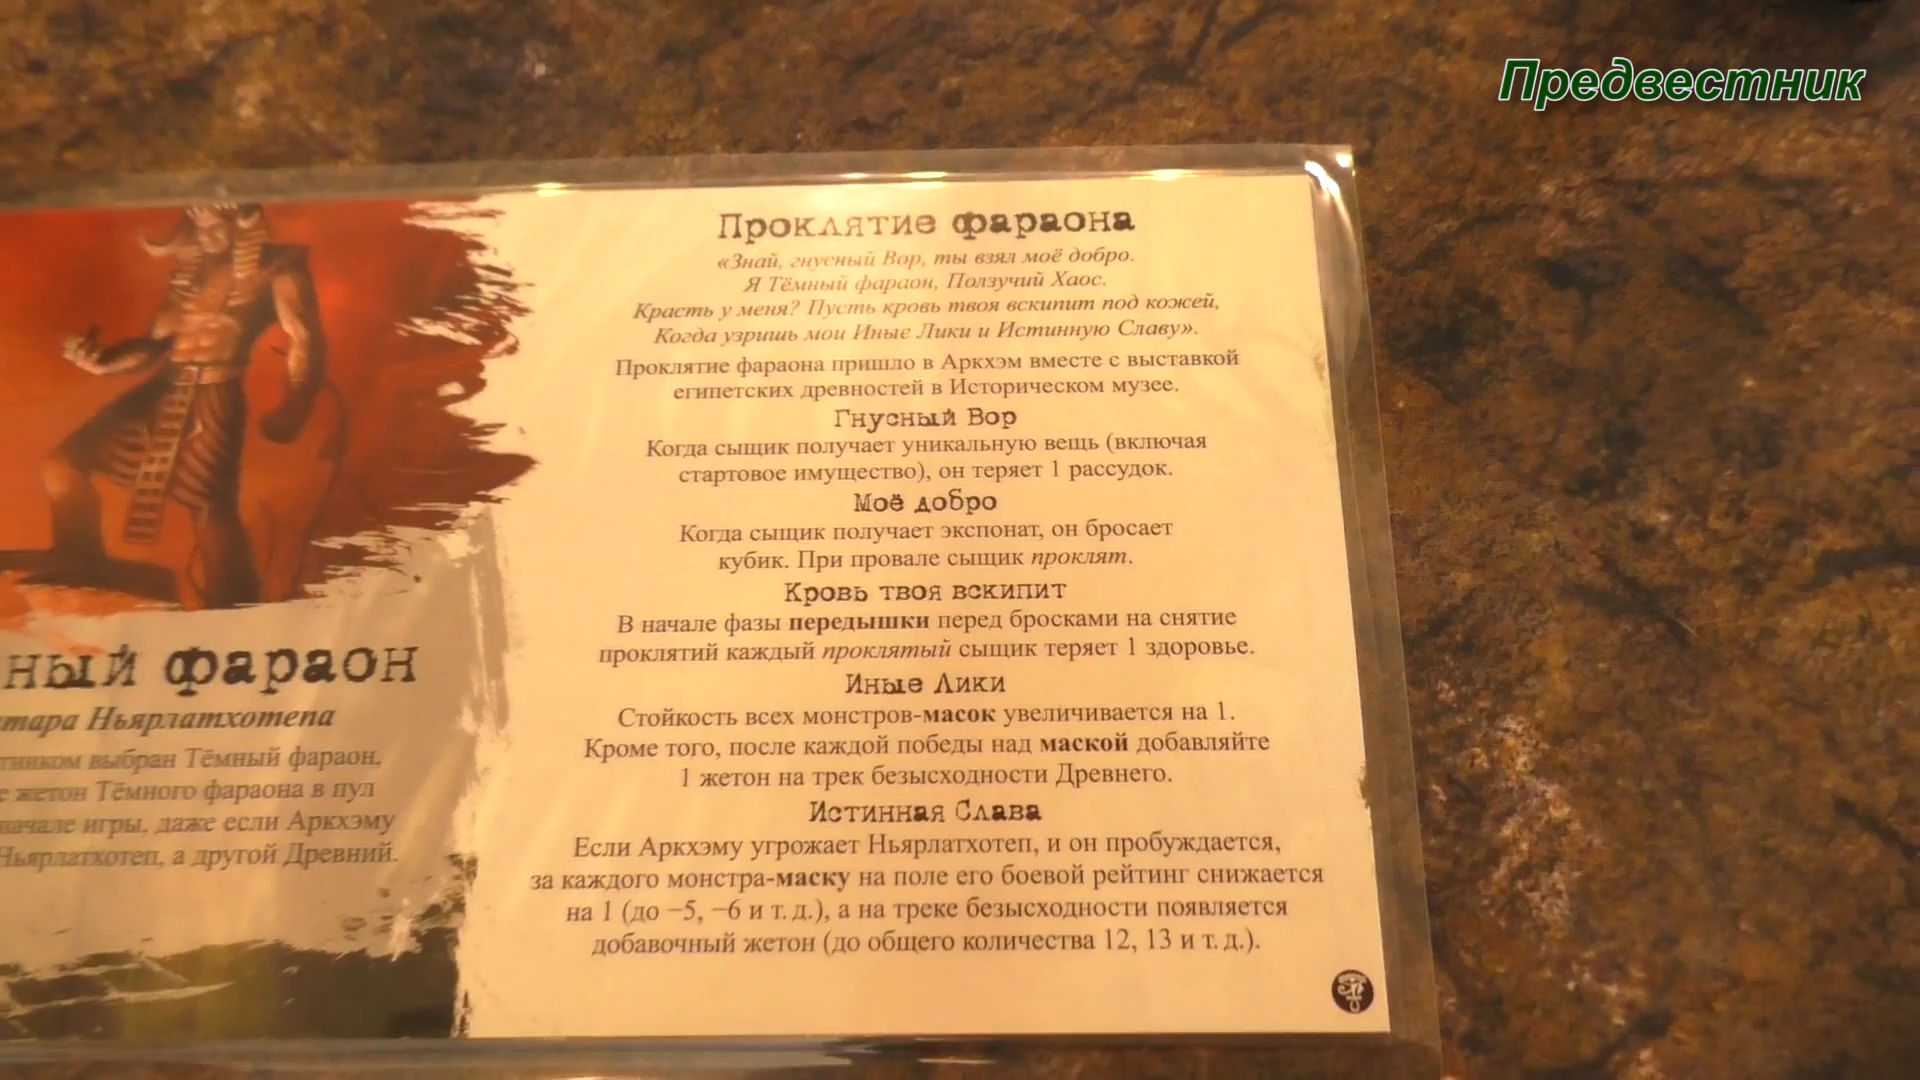 Предвестник
Проклятие фараона
«Знай, гнусный Вор, ты взял моё добро.
Я Тёмный фараон, Ползучий Хаос.
Красть у меня? Пусть кровь твоя вскипит под кожей,
Когда узришь мои Иные Лики и Истинную Славу».
Проклятие фараона пришло в Аркхэм вместе с выставкой
египетских древностей в Историческом музее.
Гнусный Вор
Когда сыщик получает уникальную вещь (включая
стартовое имущество), он теряет 1 рассудок.
Моё добро
Когда сыщик получает экспонат, он бросает
кубик. При провале сыщик проклят.
Кровь твоя вскипит
В начале фазы передышки перед бросками на снятие
проклятий каждый проклятый сыщик теряет 1 здоровье.
Иные Лики
Стойкость всех монстров-масок увеличивается на 1.
Кроме того, после каждой победы над маской добавляйте
1 жетон на трек безысходности Древнего.
Истинная Слава
Если Аркхэму угрожает Ньярлатхотеп, и он пробуждается,
за каждого монстра-маску на поле его боевой рейтинг снижается
на 1 (до −5, −6 и т. д.), а на треке безысходности появляется
добавочный жетон (до общего количества 12, 13 и т. д.).
фараон
Ньярлатхотепа
выбран Тёмный фараон,
жетон Тёмного фараона в пул
начале игры, даже если Аркхэму
Ньярлатхотеп, а другой Древний.